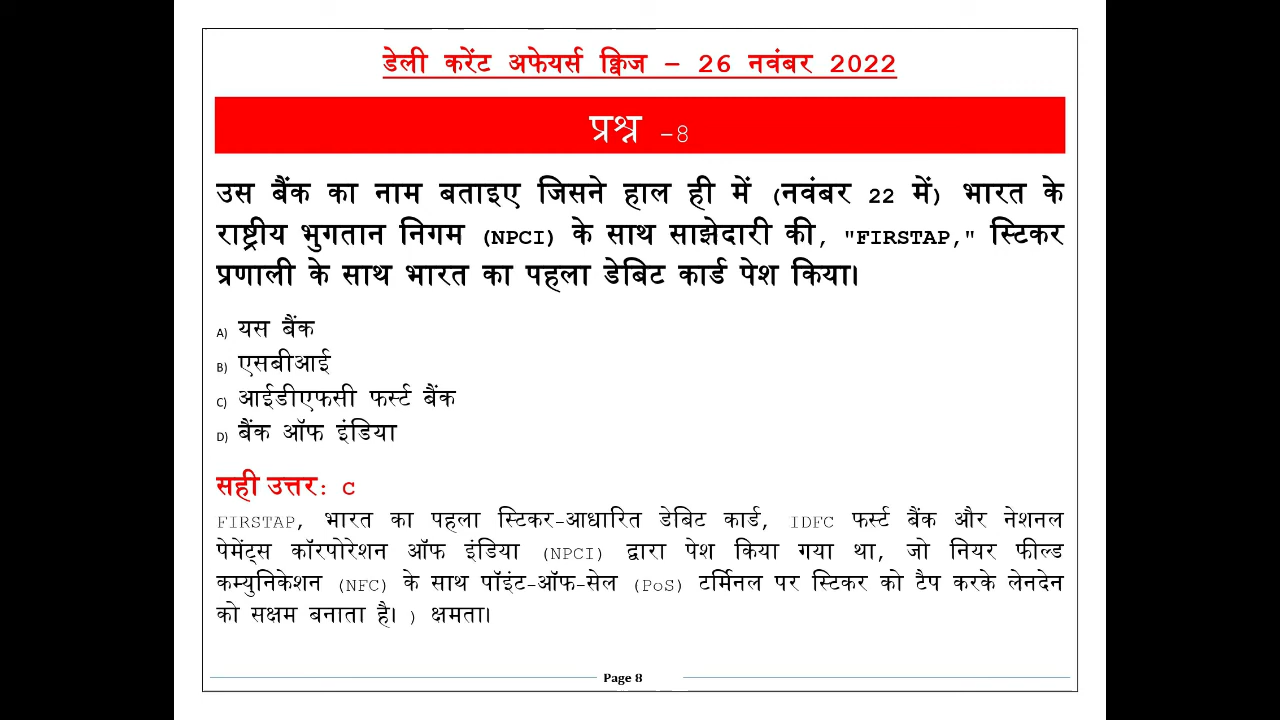 डेली करेंट अफेयर्स क्विज – 26 नवंबर 2022
प्रश्न -8
उस बैंक का नाम बताइए जिसने हाल ही में (नवंबर 22 में) भारत के
राष्ट्रीय भुगतान निगम (NPCI) के साथ साझेदारी की, "FIRSTAP," स्टिकर
प्रणाली के साथ भारत का पहला डेबिट कार्ड पेश किया।
A) यस बैंक
B) एसबीआई
C) आईडीएफसी फर्स्ट बैंक
D) बैंक ऑफ इंडिया
सही उत्तर: C
FIRSTAP, भारत का पहला स्टिकर-आधारित डेबिट कार्ड, IDFC फर्स्ट बैंक और नेशनल
पेमेंट्स कॉरपोरेशन ऑफ इंडिया (NPCI) द्वारा पेश किया गया था, जो नियर फील्ड
कम्युनिकेशन (NFC) के साथ पॉइंट-ऑफ-सेल (PoS) टर्मिनल पर स्टिकर को टैप करके लेनदेन
को सक्षम बनाता है। ) क्षमता।
Page 8